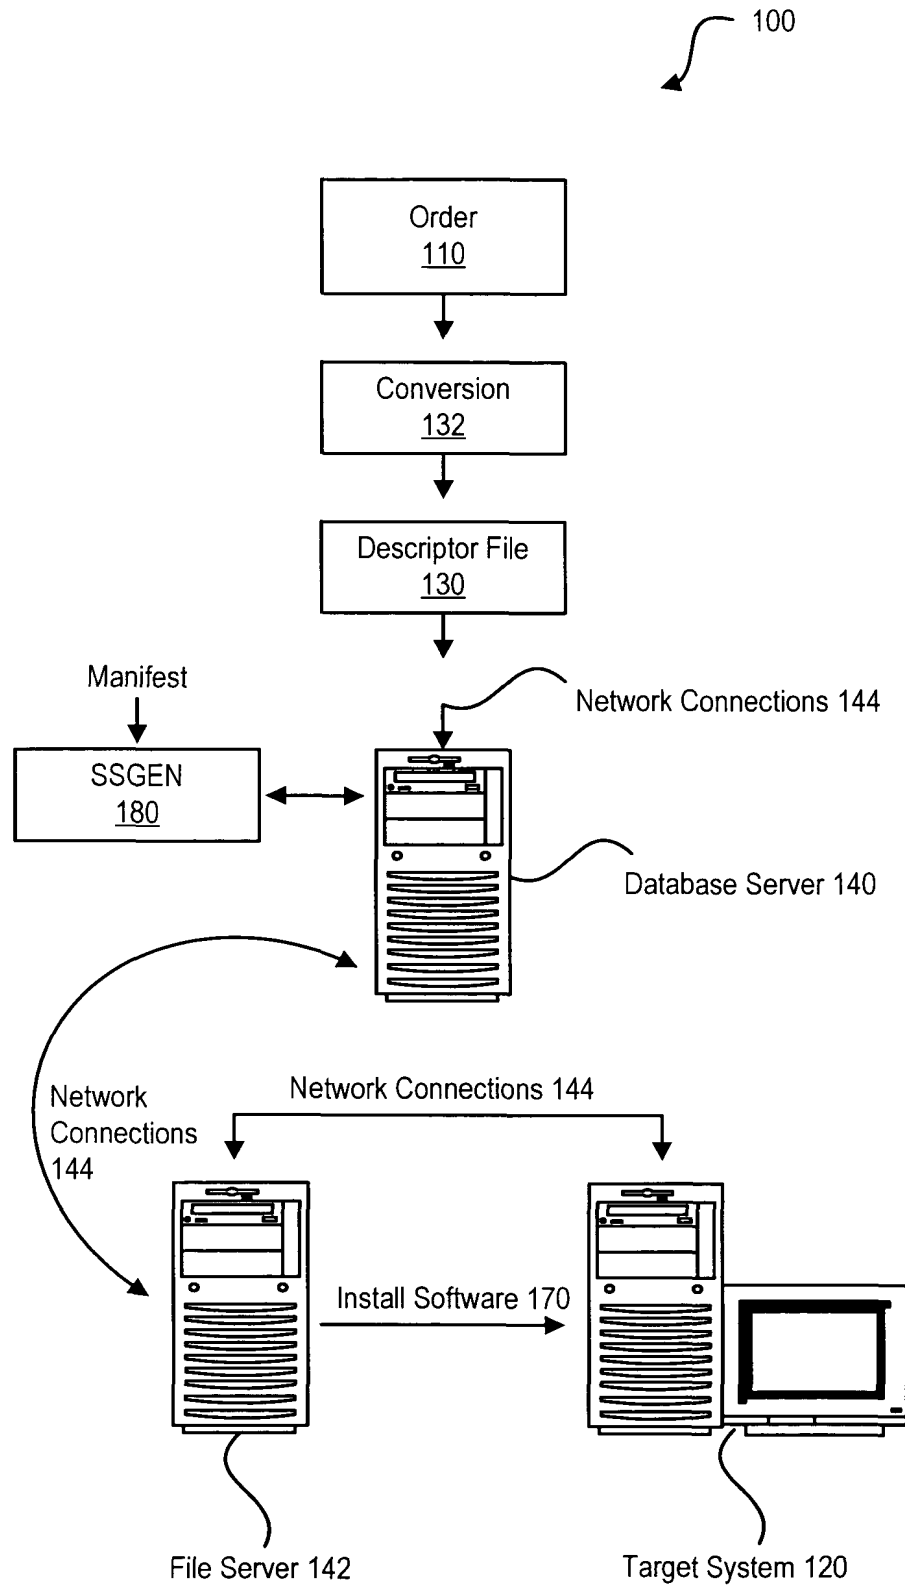 100
Order
110
Conversion
132
Descriptor File
130
Manifest
Network Connections 144
SSGEN
180
Database Server 140
Network Connections 144
Network
Connections
144
Install Software 170
File Server 142
Target System 120